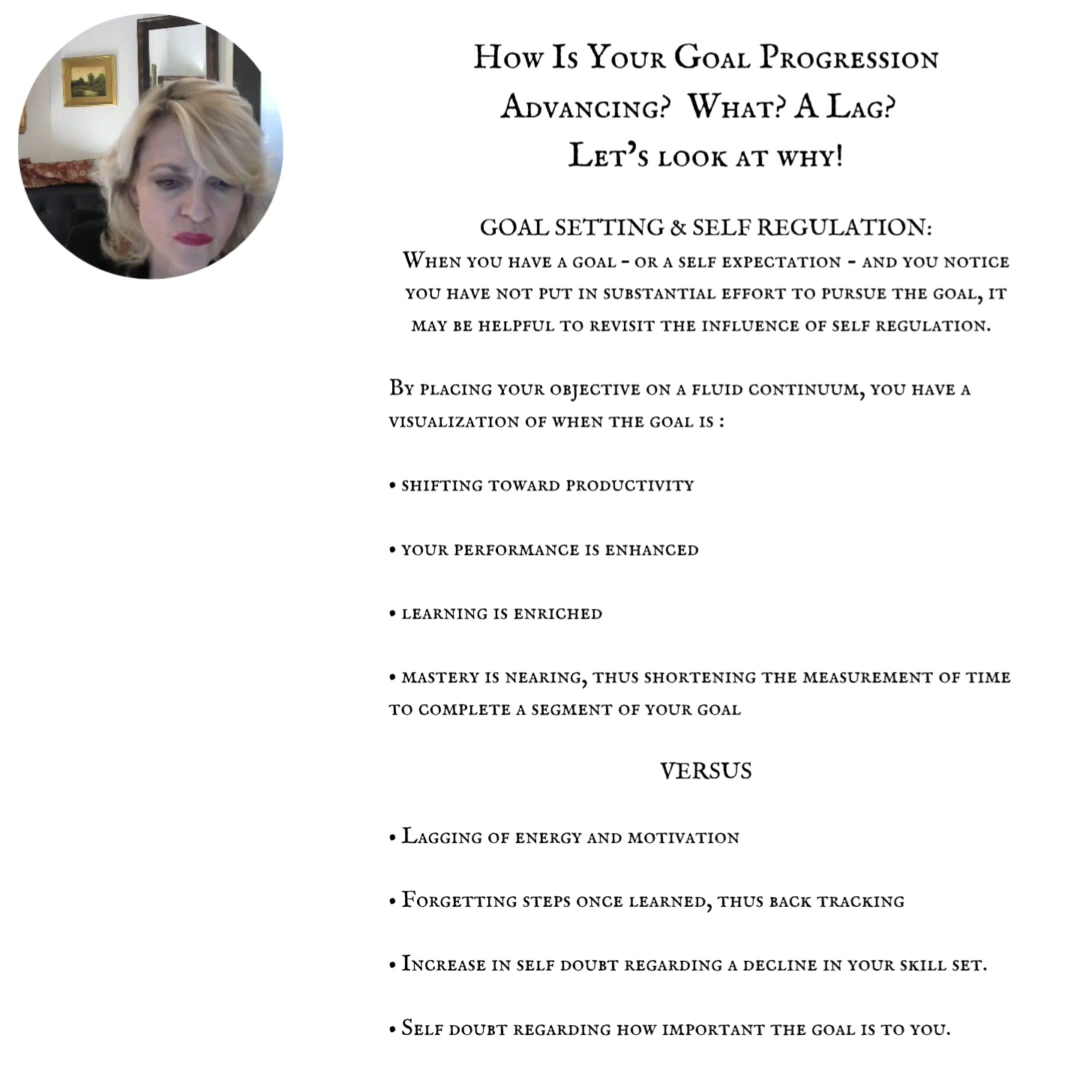 How Is Your Goal Progression
Advancing?  What? A Lag?
Let's look at why!
GOAL SETTING & SELF REGULATION:
When you have a goal - or a self expectation - and you notice
you have not put in substantial effort to pursue the goal, it
may be helpful to revisit the influence of self regulation.
By placing your objective on a fluid continuum, you have a
visualization of when the goal is :
• shifting toward productivity
• your performance is enhanced
• learning is enriched
• mastery is nearing, thus shortening the measurement of time
to complete a segment of your goal
VERSUS
• Lagging of energy and motivation
• Forgetting steps once learned, thus back tracking
• Increase in self doubt regarding a decline in your skill set.
• Self doubt regarding how important the goal is to you.